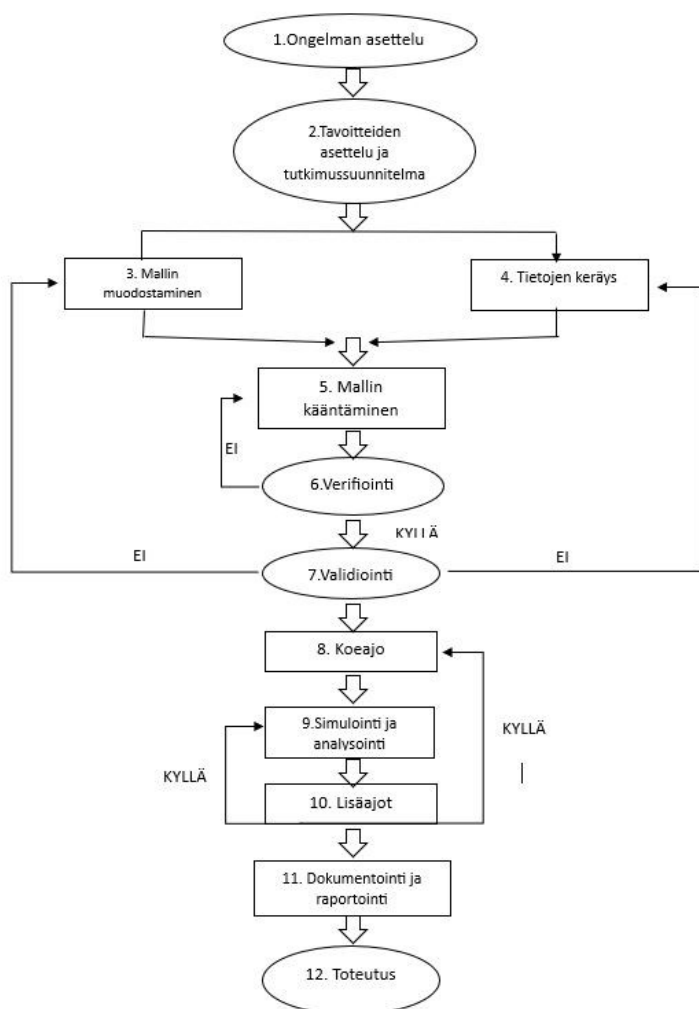 1.Ongelman asettelu
2.Tavoitteiden
asettelu ja
tutkimussuunnitelma
3. Mallin
muodostaminen
4. Tietojen keräys
5. Mallin
kääntäminen
EI
6.Verifiointi
KYLLÄ
EI
7.Validiointi
EI
8. Koeajo
9.Simulointi ja
analysointi
KYLLÄ
KYLLÄ
10. Lisäajot
11. Dokumentointi ja
raportointi
12. Toteutus